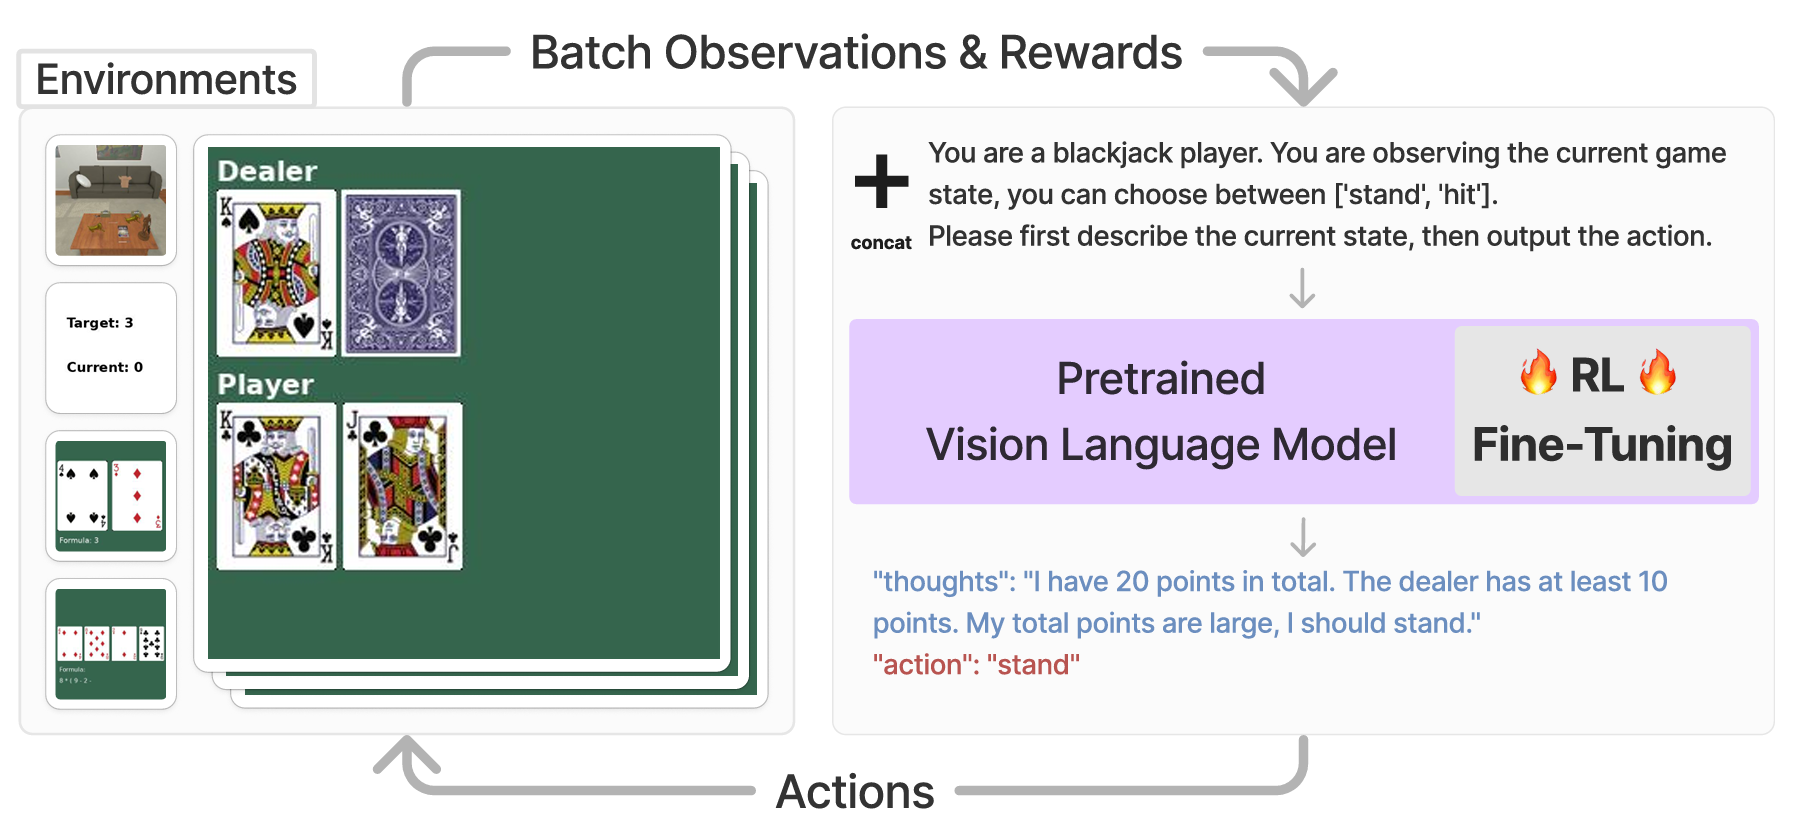 Batch Observations & Rewards
Environments
Target: 3
Current: 0
Formula: 3
Formula:
8 * ( 9 - 2 -
Dealer
K
K
Player
K
K
J
J
concat
You are a blackjack player. You are observing the current game
state, you can choose between ['stand', 'hit'].
Please first describe the current state, then output the action.
Pretrained
Vision Language Model
RL
Fine-Tuning
"thoughts": "I have 20 points in total. The dealer has at least 10
points. My total points are large, I should stand."
"action": "stand"
Actions